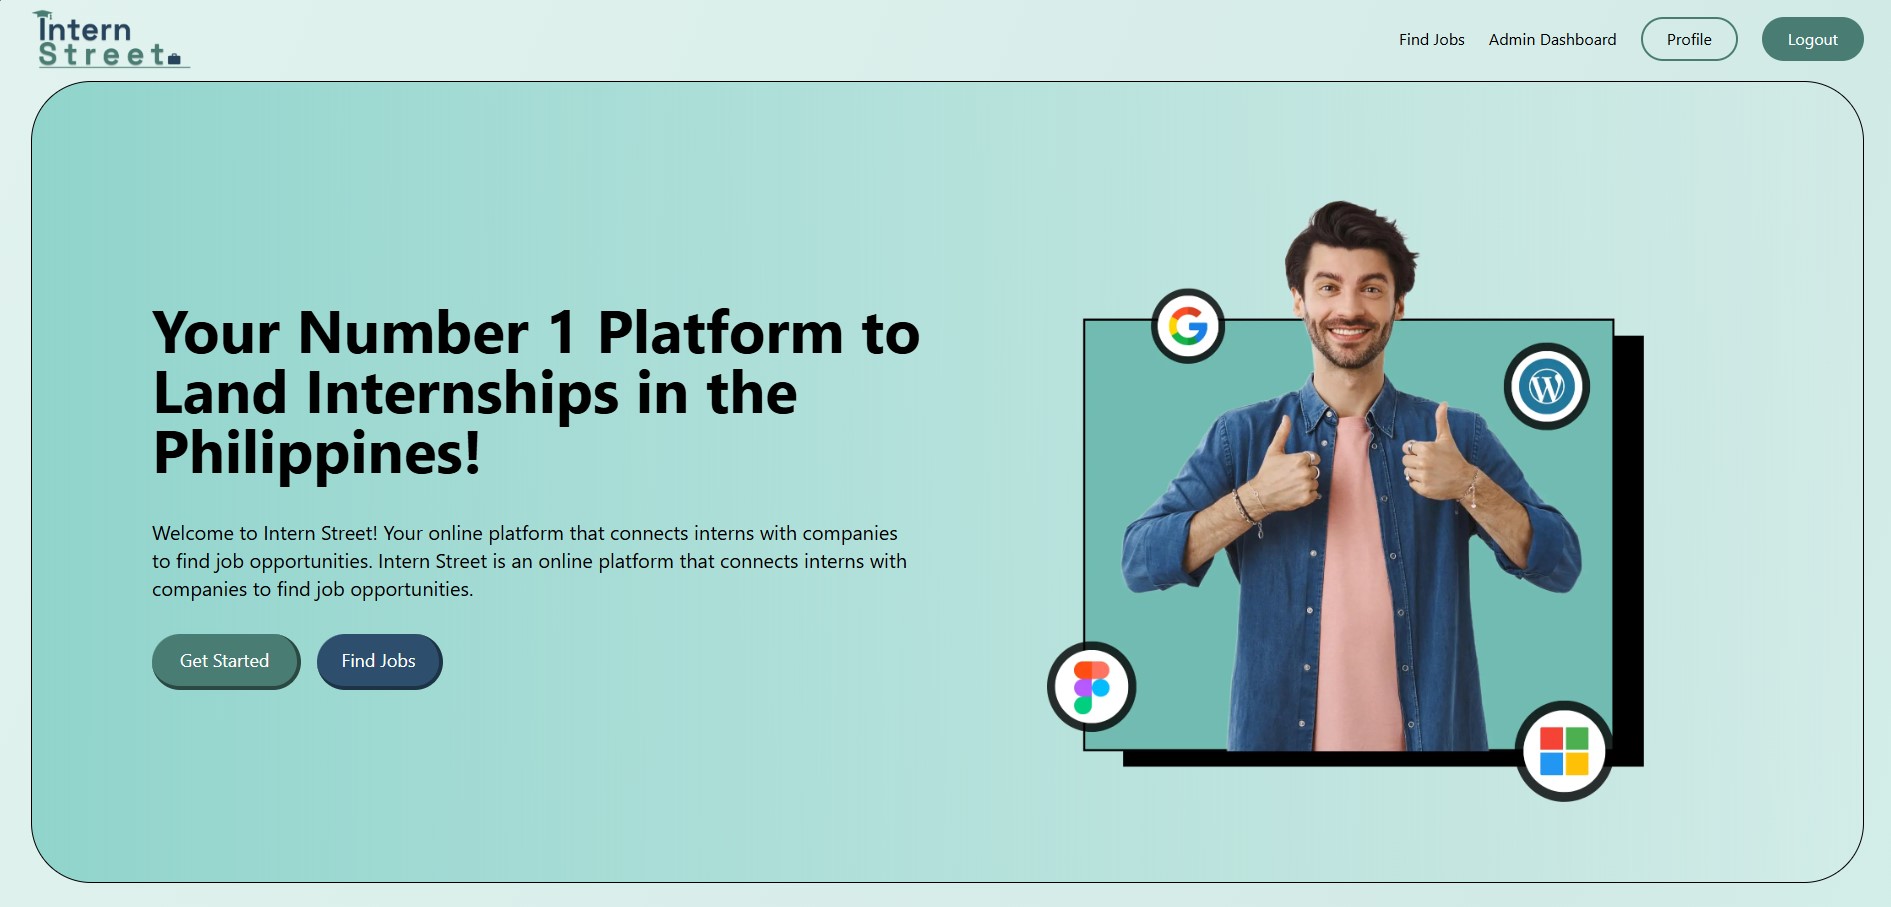 Intern
Street
Find Jobs
Admin Dashboard
Profile
Logout
Your Number 1 Platform to
Land Internships in the
Philippines!
Welcome to Intern Street! Your online platform that connects interns with companies
to find job opportunities. Intern Street is an online platform that connects interns with
companies to find job opportunities.
Get Started
Find Jobs